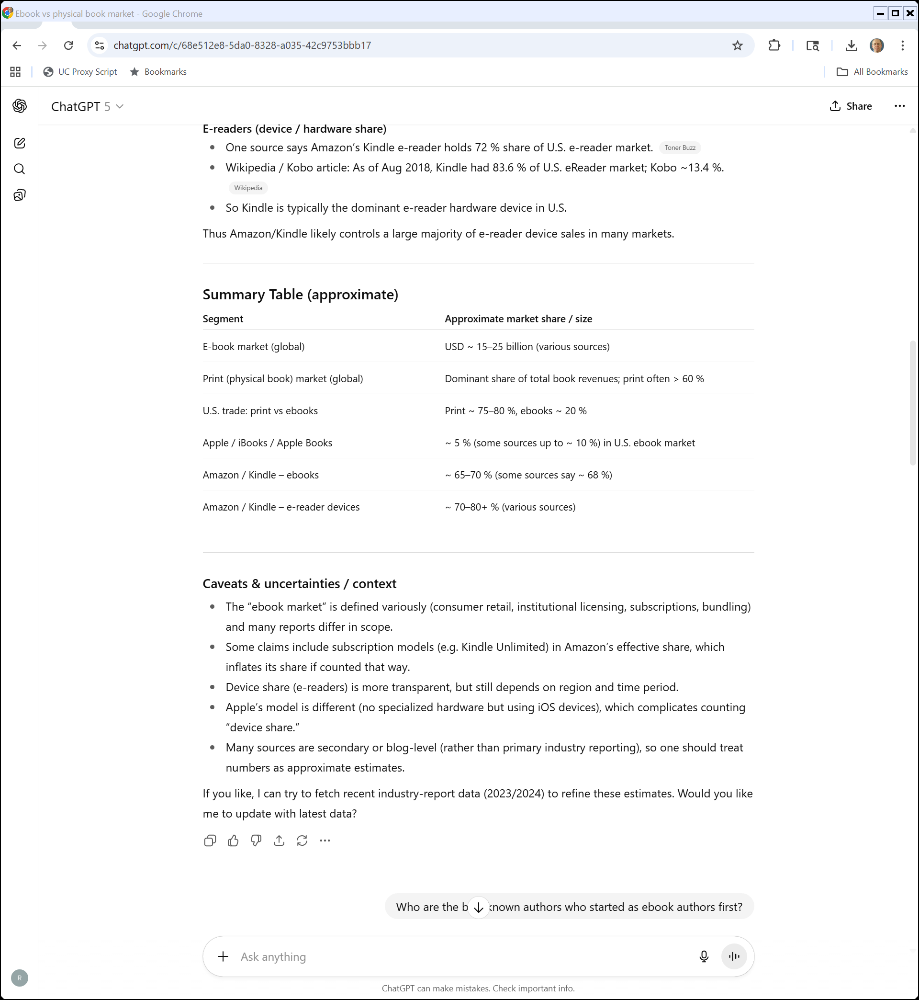 Ebook vs physical book market - Google Chrome
chatgpt.com/c/68e512e8-5da0-8328-a035-42c9753bbb17
UC Proxy Script
Bookmarks
All Bookmarks
ChatGPT 5
Share
E-readers (device / hardware share)
One source says Amazon’s Kindle e-reader holds 72 % share of U.S. e-reader market. Toner Buzz
Wikipedia / Kobo article: As of Aug 2018, Kindle had 83.6 % of U.S. eReader market; Kobo ~13.4 %.
Wikipedia
So Kindle is typically the dominant e-reader hardware device in U.S.
Thus Amazon/Kindle likely controls a large majority of e-reader device sales in many markets.
Summary Table (approximate)
Segment Approximate market share / size
E-book market (global) USD ~ 15–25 billion (various sources)
Print (physical book) market (global) Dominant share of total book revenues; print often > 60 %
U.S. trade: print vs ebooks Print ~ 75–80 %, ebooks ~ 20 %
Apple / iBooks / Apple Books ~ 5 % (some sources up to ~ 10 %) in U.S. ebook market
Amazon / Kindle – ebooks ~ 65–70 % (some sources say ~ 68 %)
Amazon / Kindle – e-reader devices ~ 70–80+ % (various sources)
Caveats & uncertainties / context
The “ebook market” is defined variously (consumer retail, institutional licensing, subscriptions, bundling)
and many reports differ in scope.
Some claims include subscription models (e.g. Kindle Unlimited) in Amazon’s effective share, which
inflates its share if counted that way.
Device share (e-readers) is more transparent, but still depends on region and time period.
Apple’s model is different (no specialized hardware but using iOS devices), which complicates counting
“device share.”
Many sources are secondary or blog-level (rather than primary industry reporting), so one should treat
numbers as approximate estimates.
If you like, I can try to fetch recent industry-report data (2023/2024) to refine these estimates. Would you like
me to update with latest data?
Who are the b known authors who started as ebook authors first?
Ask anything
R
ChatGPT can make mistakes. Check important info.